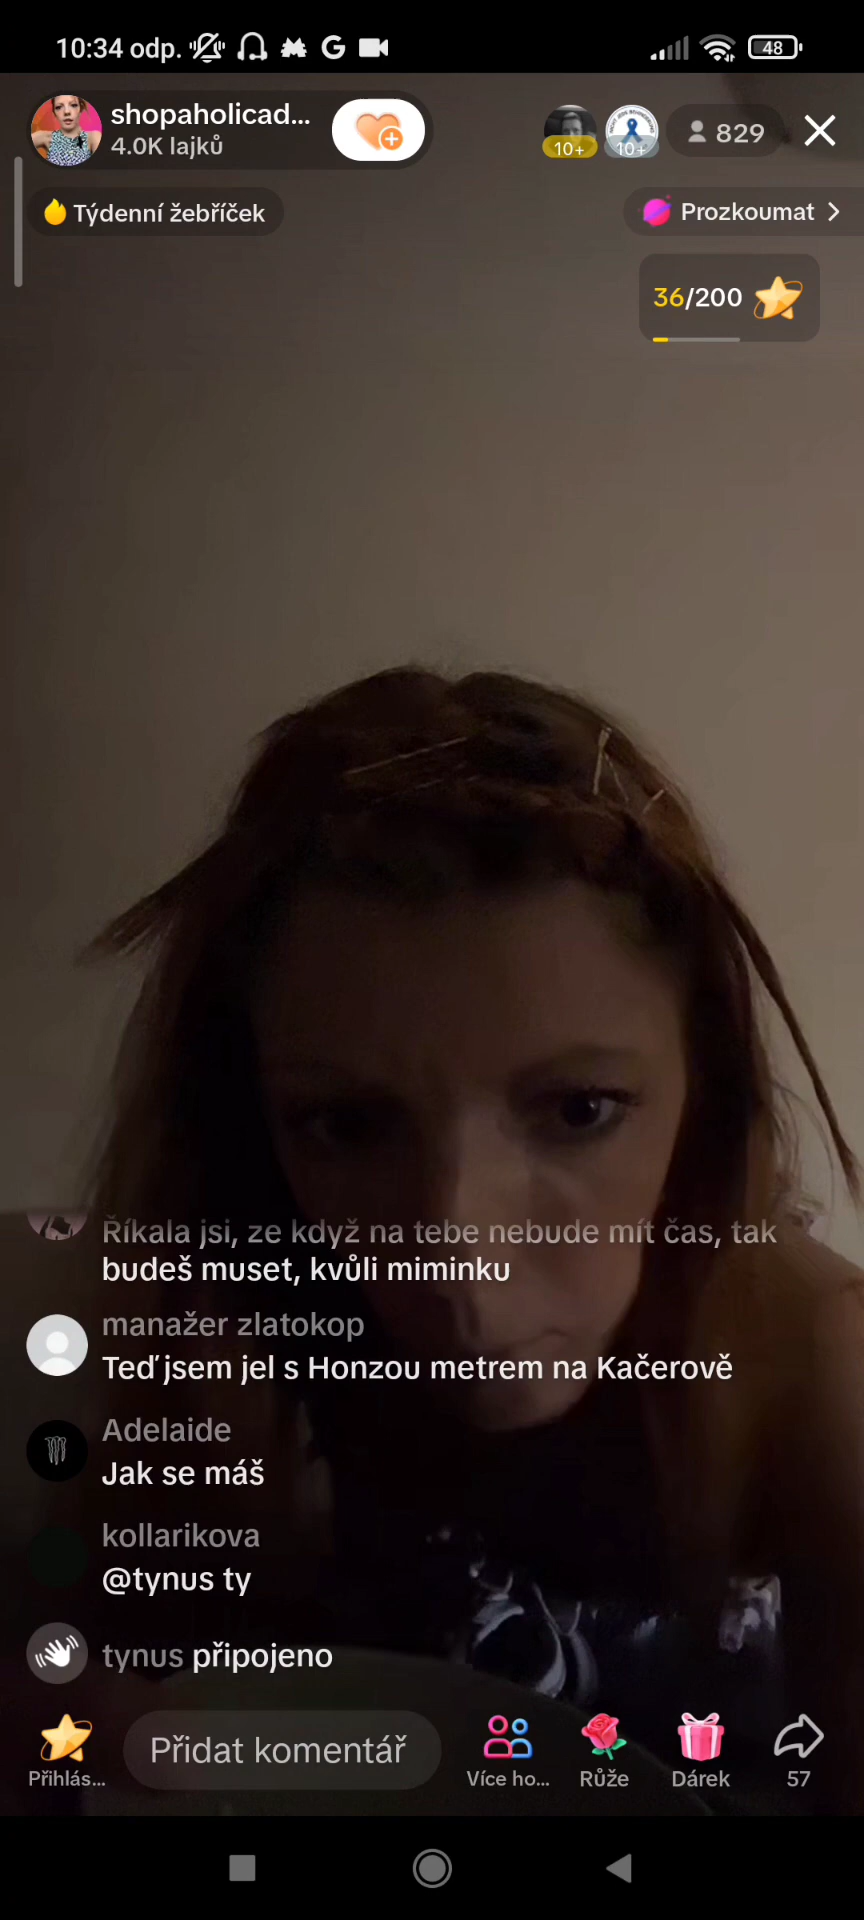 10:34 odp.
48
shopaholicad...
4.0K lajků
10+
10+
829
Týdenní žebříček
Prozkoumat
36/200
Říkala jsi, ze když na tebe nebude mít čas, tak
budeš muset, kvůli miminku
manažer zlatokop
Teď jsem jel s Honzou metrem na Kačerově
Adelaide
Jak se máš
kollarikova
@tynus ty
tynus připojeno
Přidat komentář
Přihlás...
Více ho...
Růže
Dárek
57